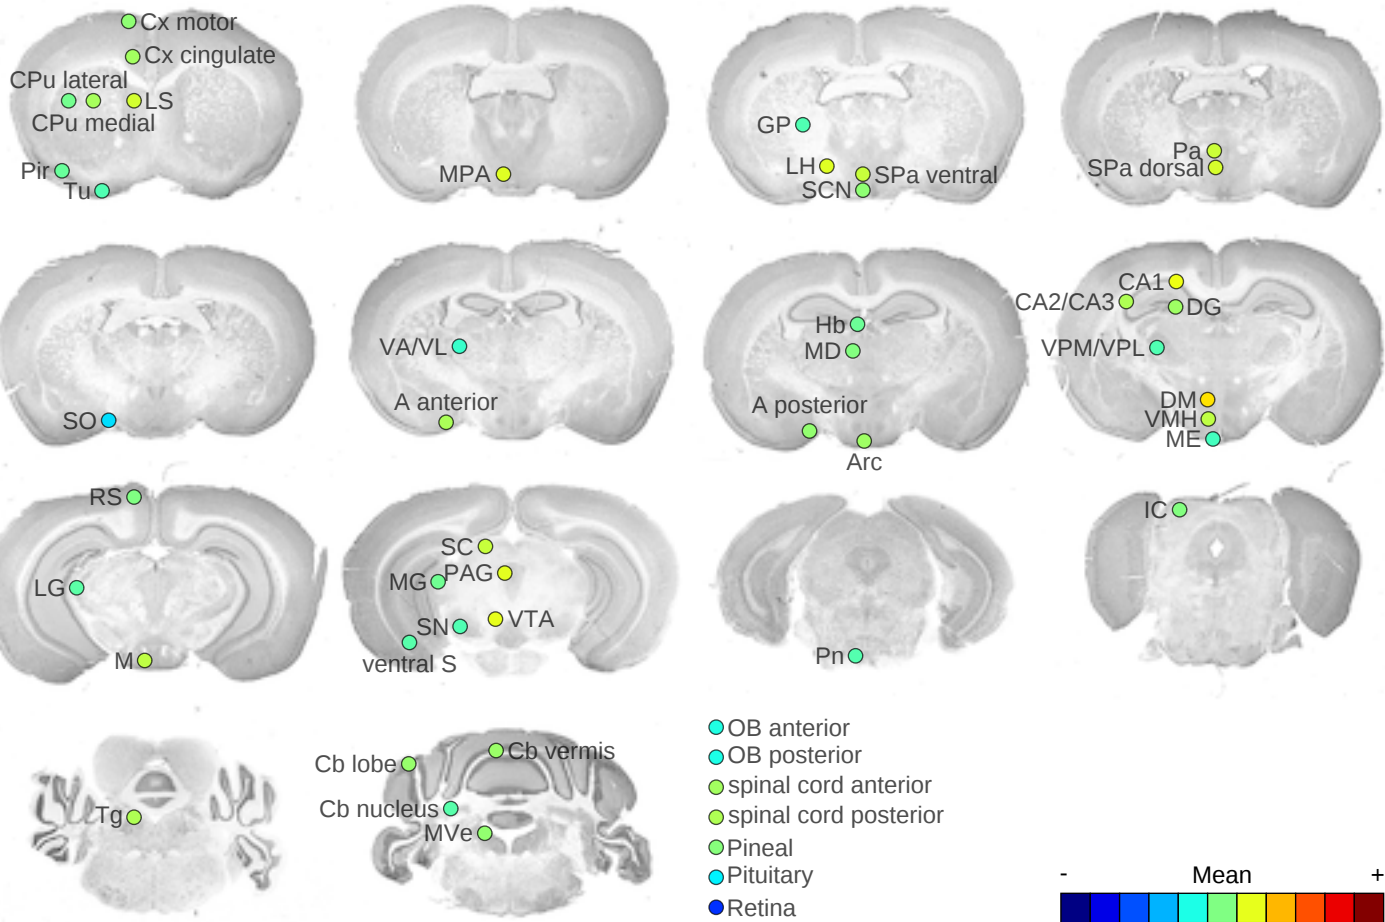 Cx motor
Cx cingulate
CPu lateral
LS
CPu medial
Pir
Tu
MPA
GP
LH
SPa ventral
SCN
Pa
SPa dorsal
SO
VA/VL
A anterior
Hb
MD
A posterior
Arc
CA1
CA2/CA3
DG
VPM/VPL
DM
VMH
ME
RS
LG
M
SC
PAG
MG
VTA
SN
ventral S
Pn
IC
Tg
Cb vermis
Cb lobe
Cb nucleus
MVe
OB anterior
OB posterior
spinal cord anterior
spinal cord posterior
Pineal
Pituitary
Retina
- Mean +